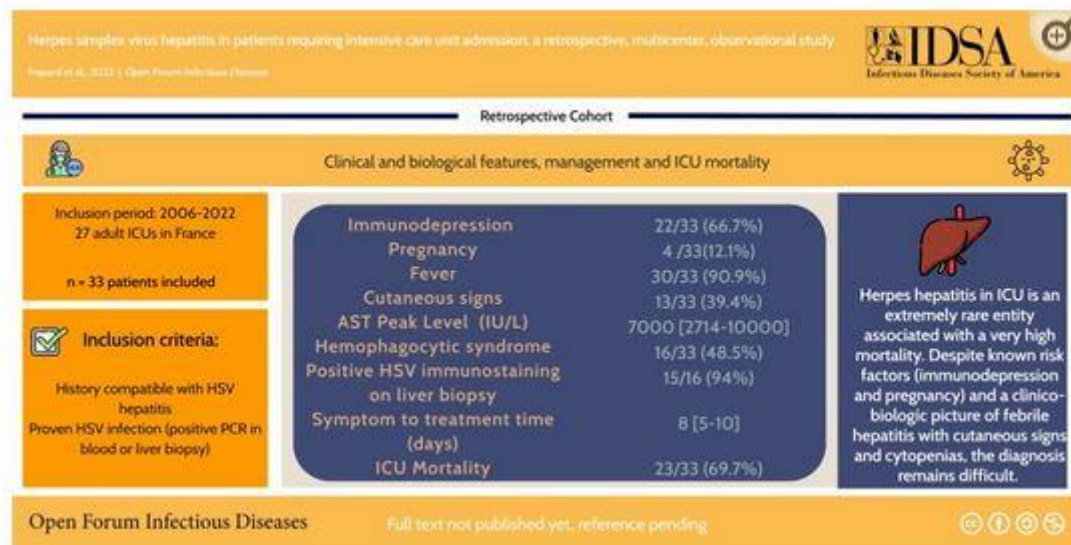 Herpes simplex virus hepatitis in patients requiring intensive care unit admission: a retrospective, multicenter, observational study
et al., | Open Forum Infectious Diseases
IDSA
Infectious Diseases Society of America
Retrospective Cohort
Clinical and biological features, management and ICU mortality
Inclusion period: 2006-2022
27 adult ICUs in France
n = 33 patients included
Inclusion criteria:
History compatible with HSV
hepatitis
Proven HSV infection (positive PCR in
blood or liver biopsy)
Immunodepression 22/33 (66.7%)
Pregnancy 4 /33(12.1%)
Fever 30/33 (90.9%)
Cutaneous signs 13/33 (39.4%)
AST Peak Level (IU/L) 7000 [2714-10000]
Hemophagocytic syndrome 16/33 (48.5%)
Positive HSV immunostaining 15/16 (94%)
on liver biopsy
Symptom to treatment time 8 [5-10]
(days)
ICU Mortality 23/33 (69.7%)
Herpes hepatitis in ICU is an
extremely rare entity
associated with a very high
mortality. Despite known risk
factors (immunodepression
and pregnancy) and a clinico-
biologic picture of febrile
hepatitis with cutaneous signs
and cytopenias, the diagnosis
remains difficult.
Open Forum Infectious Diseases
Full text not published yet, reference pending
cc